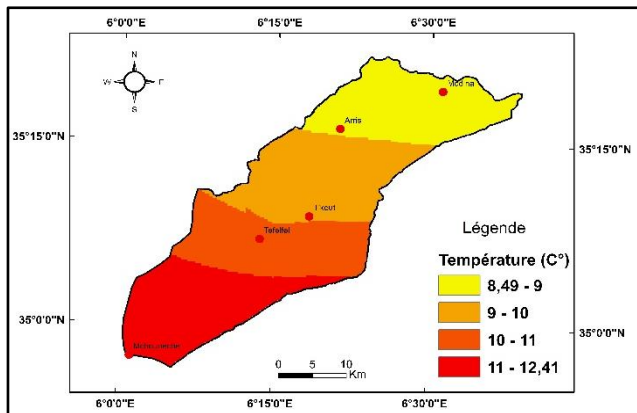 6°0'0"E 6°15'0"E 6°30'0"E
N
W E
S
Medina
Arris
35°15'0"N 35°15'0"N
T'kout
Tefelfel
Légende
Température (C°)
8,49 - 9
9 - 10
10 - 11
11 - 12,41
35°0'0"N 35°0'0"N
0 5 10
Km
6°0'0"E 6°15'0"E 6°30'0"E